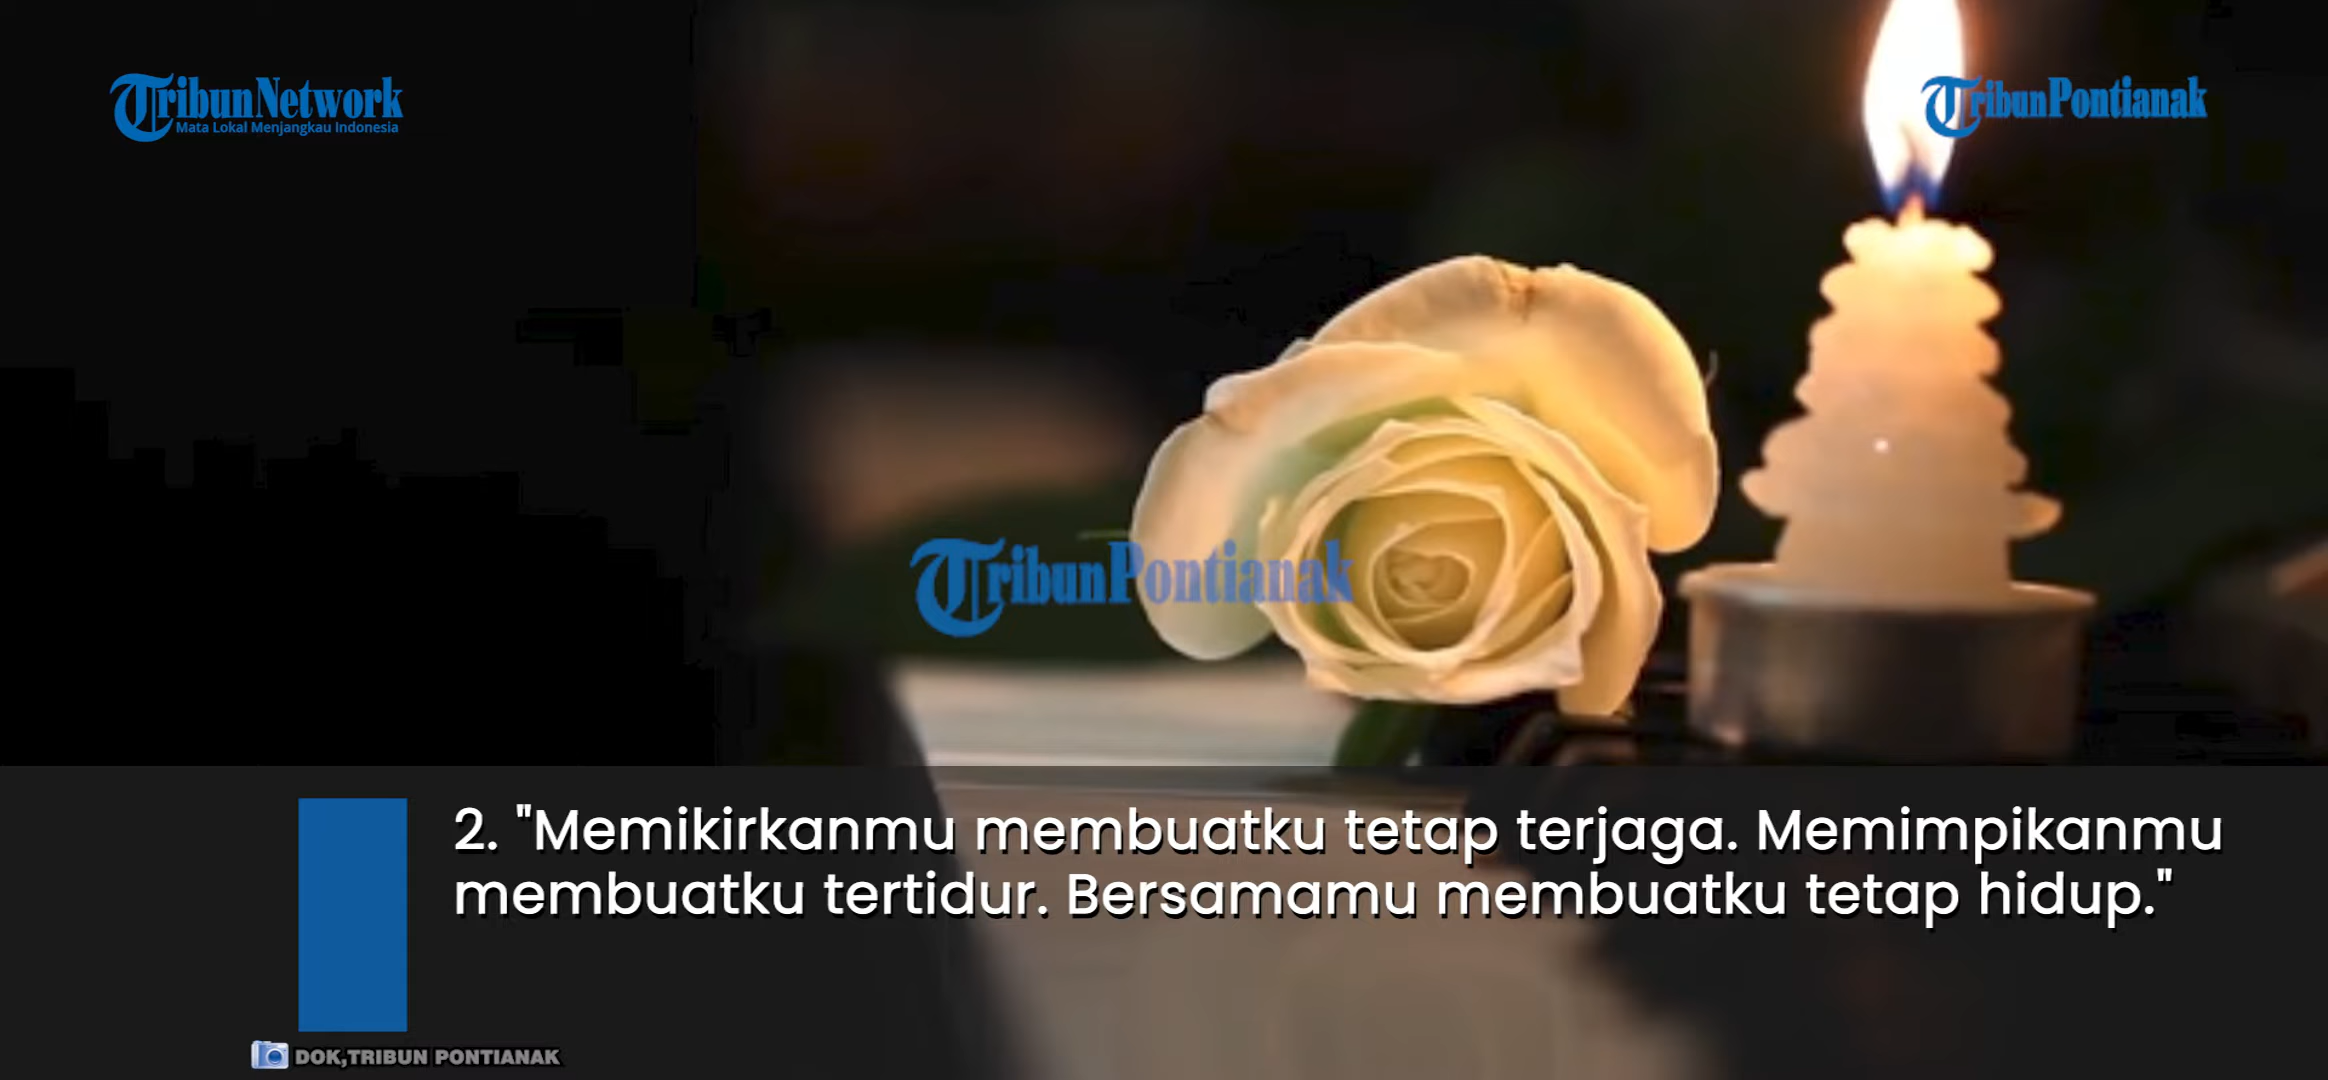 TribunNetwork
Mata Lokal Menjangkau Indonesia
TribunPontianak
TribunPontianak
2. "Memikirkanmu membuatku tetap terjaga. Memimpikanmu
membuatku tertidur. Bersamamu membuatku tetap hidup."
DOK,TRIBUN PONTIANAK